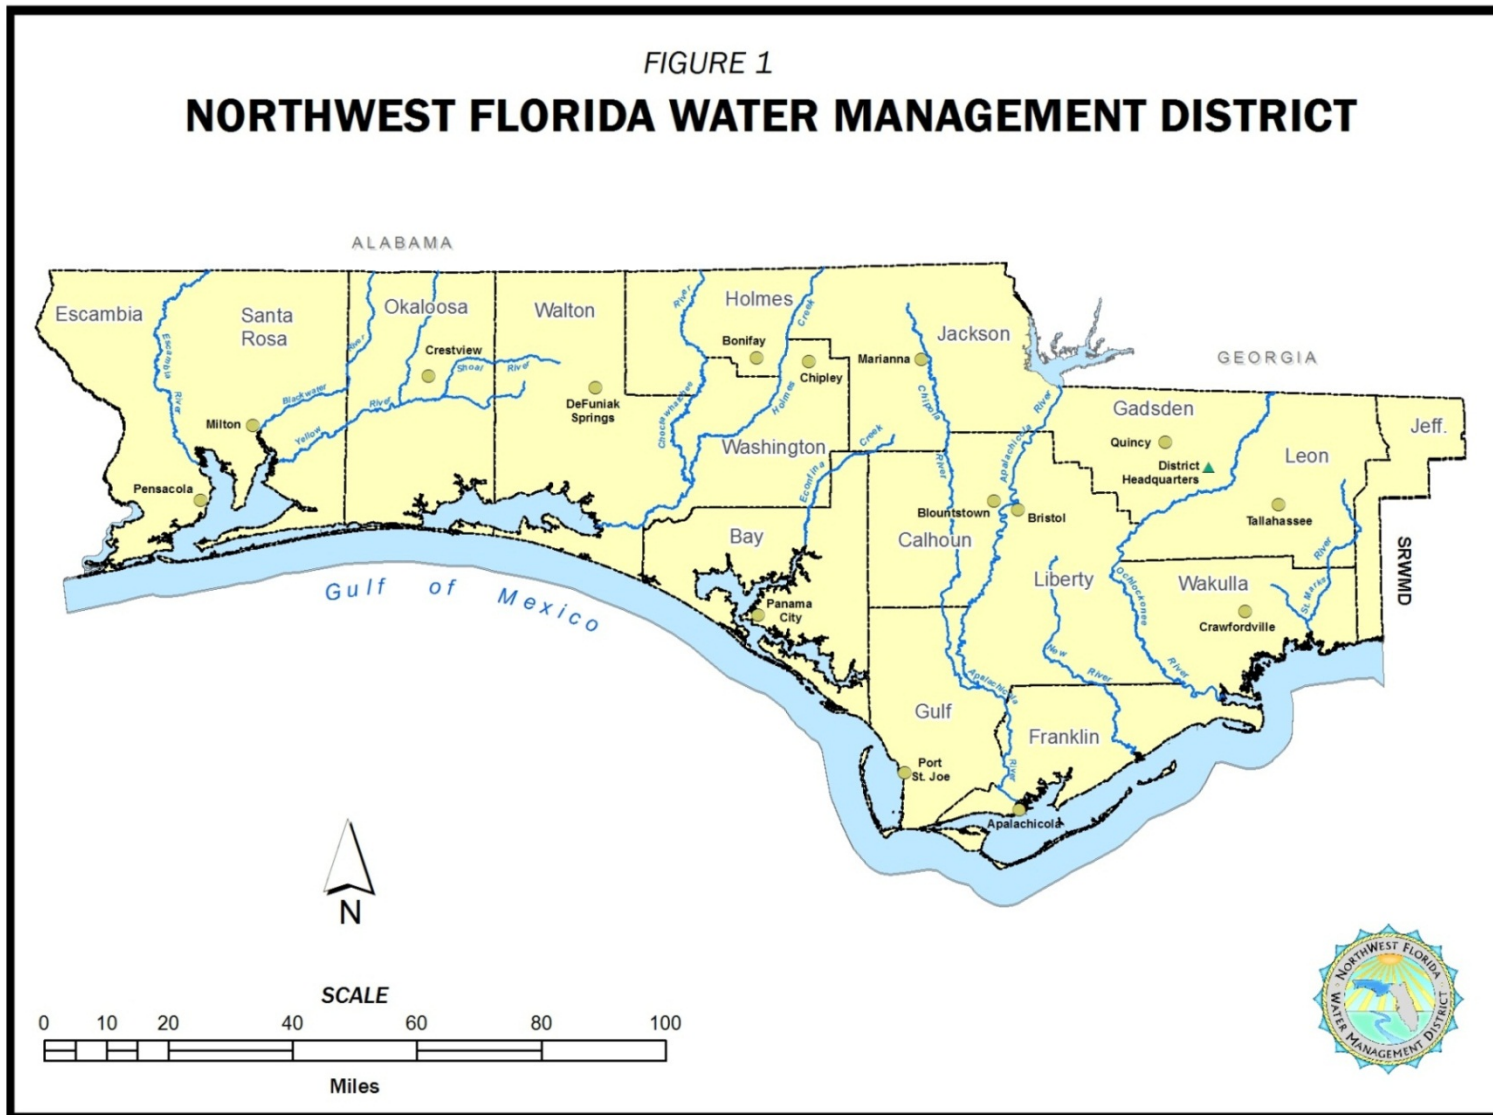 FIGURE 1
NORTHWEST FLORIDA WATER MANAGEMENT DISTRICT
ALABAMA
GEORGIA
Escambia
Santa
Rosa
Okaloosa
Walton
Holmes
Jackson
Washington
Gadsden
Leon
Jeff.
Bay
Calhoun
Liberty
Wakulla
Gulf
Franklin
SRWMD
Crestview
Milton
Pensacola
DeFuniak
Springs
Bonifay
Chipley
Marianna
Quincy
District
Headquarters
Tallahassee
Blountstown
Bristol
Panama
City
Crawfordville
Port
St. Joe
Apalachicola
Escambia River
Blackwater River
Yellow River
Shoal River
Choctawhatchee River
Holmes Creek
Econfina Creek
Chipola River
Apalachicola River
Apalachicola River
New River
Ochlockonee River
St. Marks River
Gulf of Mexico
N
SCALE
0 10 20 40 60 80 100
Miles
NORTHWEST FLORIDA
WATER MANAGEMENT DISTRICT